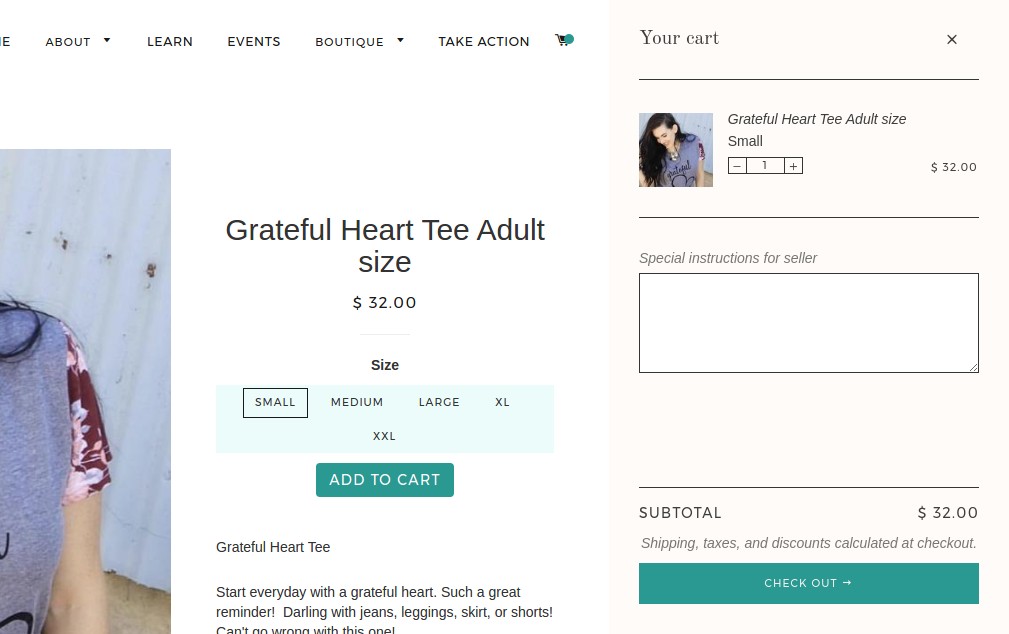 ABOUT
LEARN
EVENTS
BOUTIQUE
TAKE ACTION
Grateful Heart Tee Adult
size
$ 32.00
Size
SMALL MEDIUM LARGE XL
XXL
ADD TO CART
Grateful Heart Tee
Start everyday with a grateful heart. Such a great
reminder!  Darling with jeans, leggings, skirt, or shorts!
Can't go wrong with this one!
Your cart
×
Grateful Heart Tee Adult size
Small
− 1 +
$ 32.00
grateful
Special instructions for seller
SUBTOTAL $ 32.00
Shipping, taxes, and discounts calculated at checkout.
CHECK OUT →